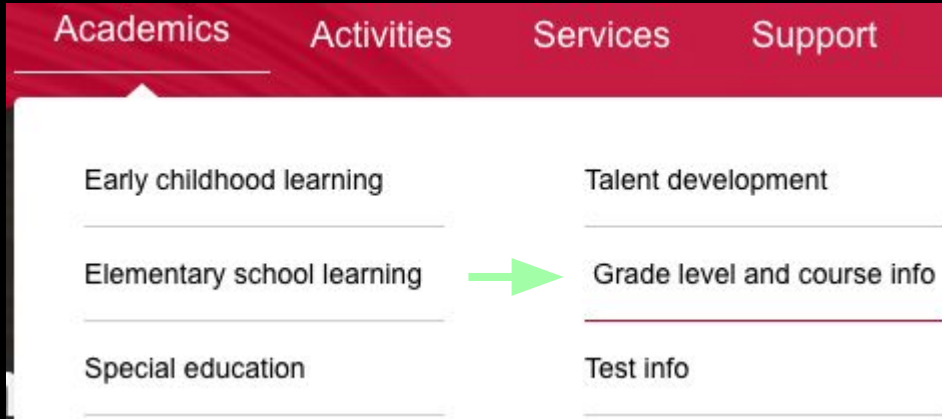 Academics Activities Services Support
Early childhood learning Talent development
Elementary school learning Grade level and course info
Special education Test info